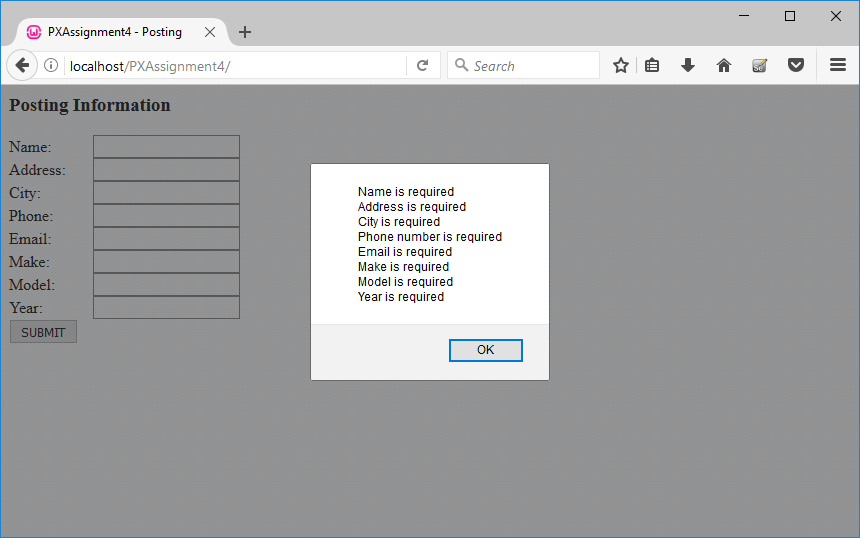 PXAssignment4 - Posting
localhost/PXAssignment4/
Search
Posting Information
Name:
Address:
City:
Phone:
Email:
Make:
Model:
Year:
SUBMIT
Name is required
Address is required
City is required
Phone number is required
Email is required
Make is required
Model is required
Year is required
OK